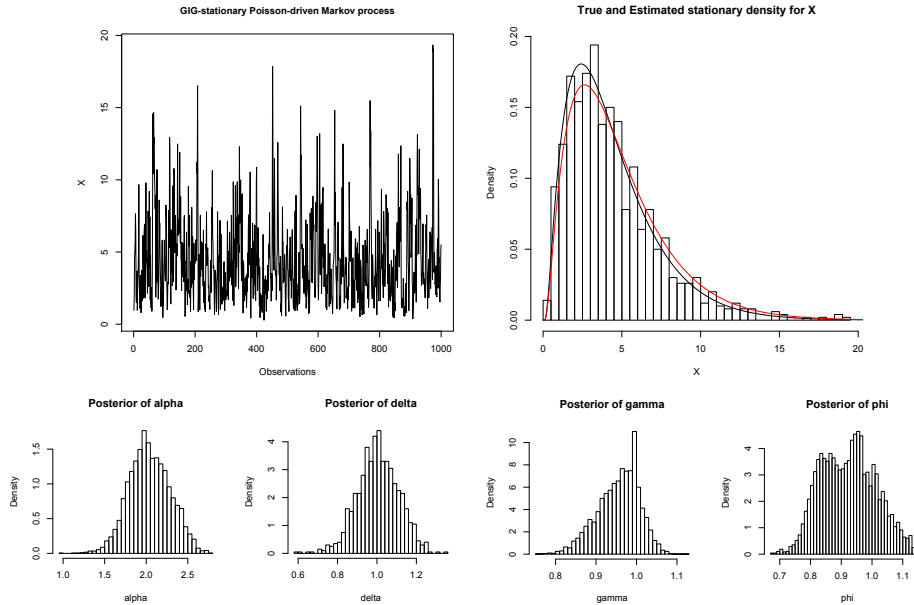 GIG-stationary Poisson-driven Markov process
X
20
15
10
5
0
0 200 400 600 800 1000
Observations
True and Estimated stationary density for X
Density
0.20
0.15
0.10
0.05
0.00
0 5 10 15 20
X
Posterior of alpha
Density
1.5
1.0
0.5
0.0
1.0 1.5 2.0 2.5
alpha
Posterior of delta
Density
4
3
2
1
0
0.6 0.8 1.0 1.2
delta
Posterior of gamma
Density
10
8
6
4
2
0
0.8 0.9 1.0 1.1
gamma
Posterior of phi
Density
4
3
2
1
0
0.7 0.8 0.9 1.0 1.1
phi